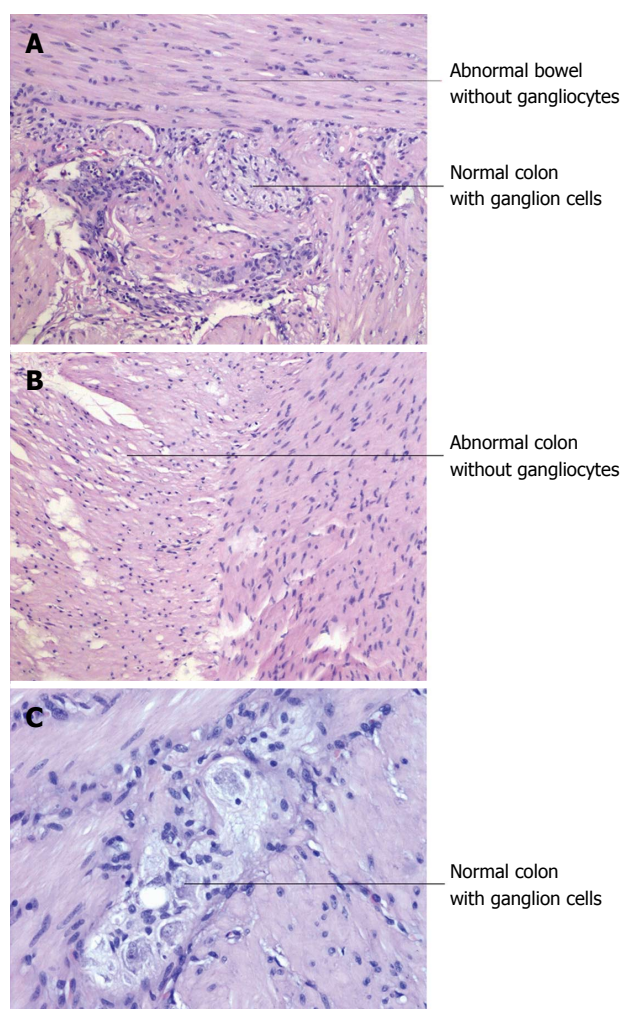 A
Abnormal bowel
without gangliocytes
Normal colon
with ganglion cells
B
Abnormal colon
without gangliocytes
C
Normal colon
with ganglion cells